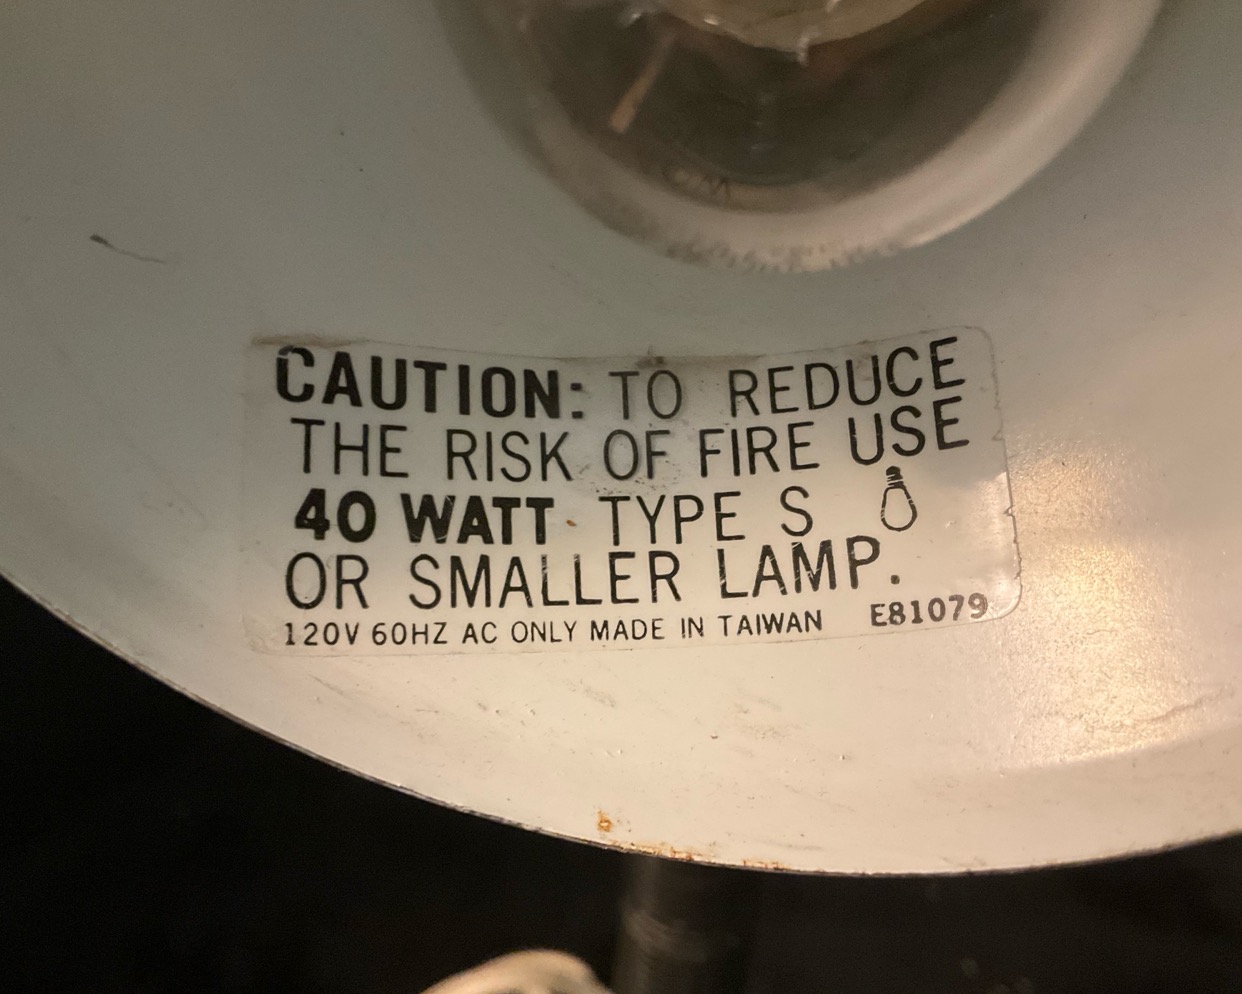 CAUTION: TO REDUCE
THE RISK OF FIRE USE
40 WATT TYPE S
OR SMALLER LAMP.
120V 60HZ AC ONLY MADE IN TAIWAN E81079